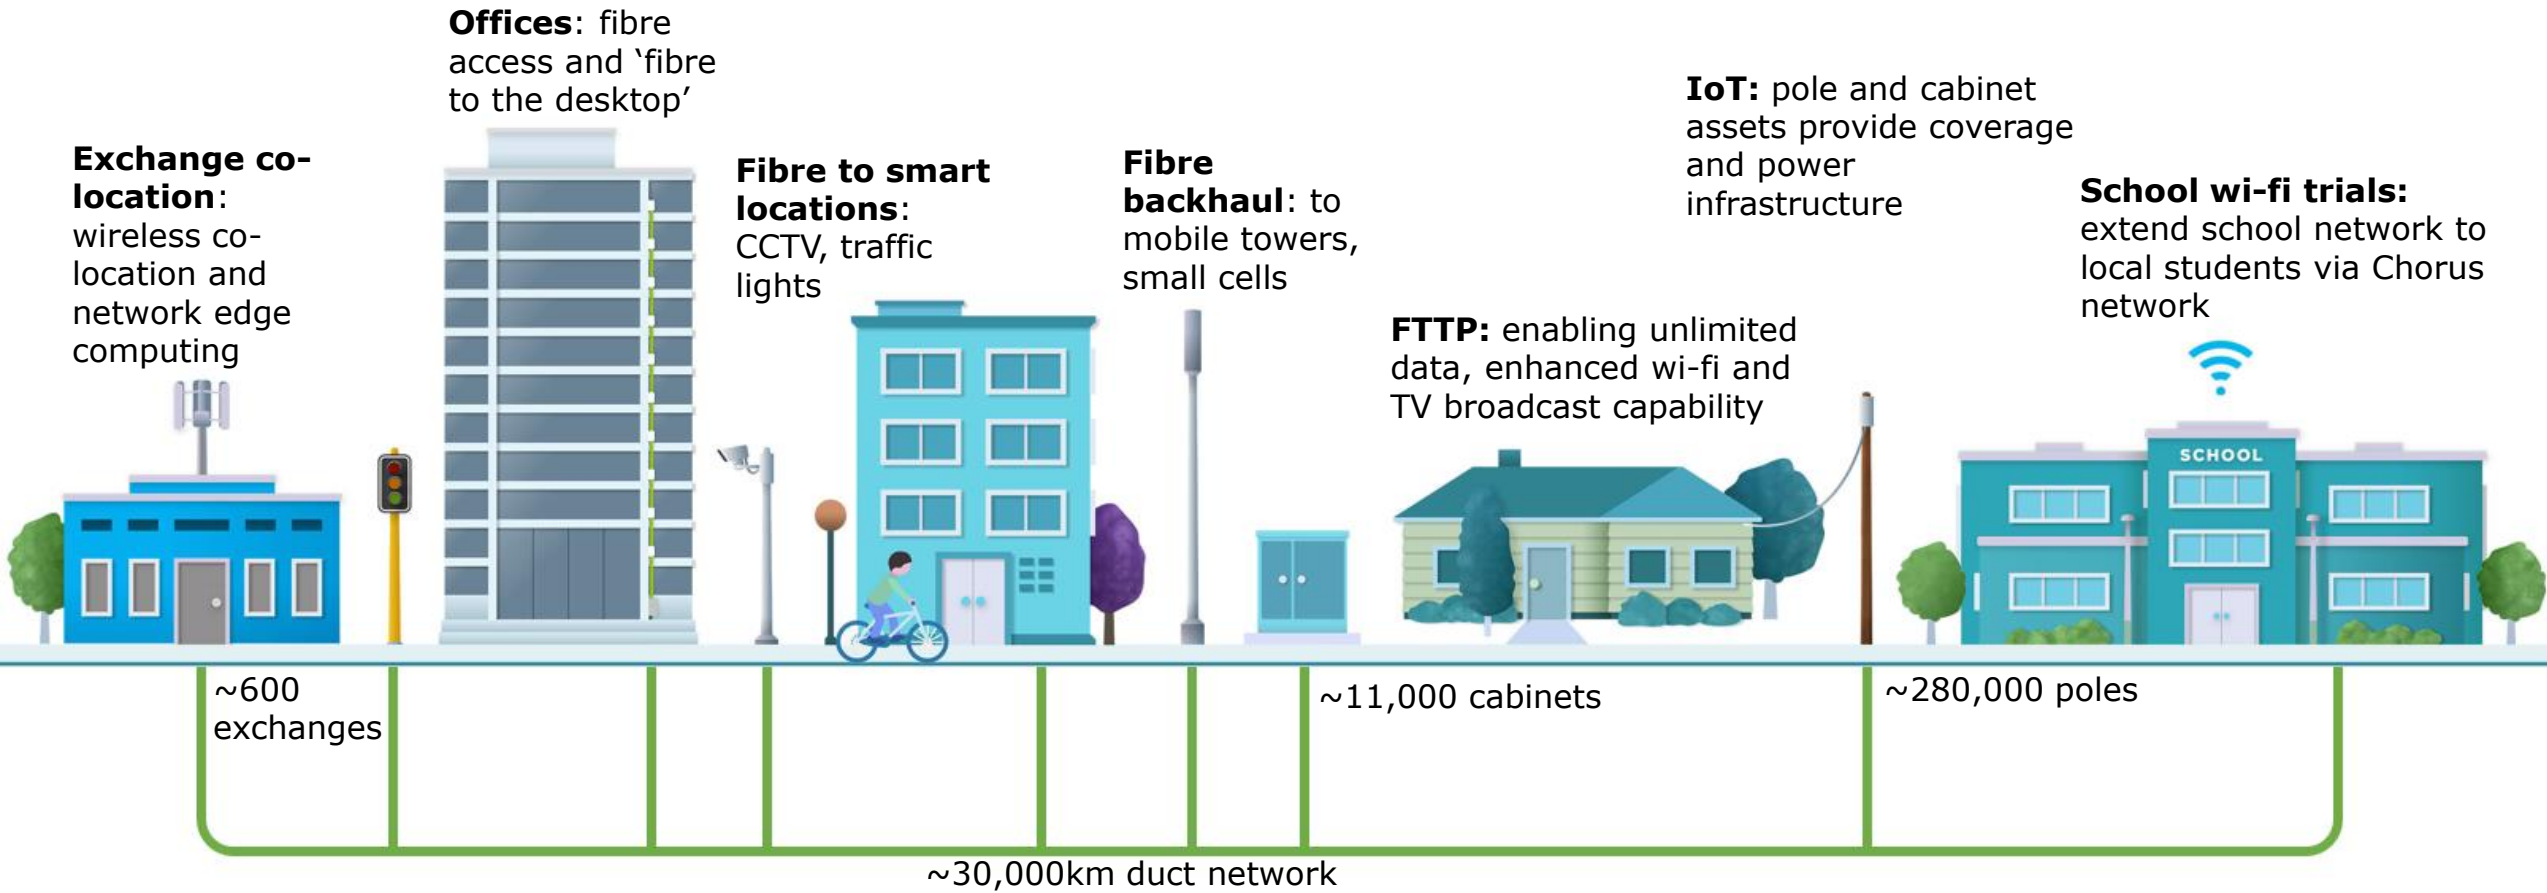 Offices: fibre
access and ‘fibre
to the desktop’
Exchange co-
location:
wireless co-
location and
network edge
computing
Fibre to smart
locations:
CCTV, traffic
lights
Fibre
backhaul: to
mobile towers,
small cells
FTTP: enabling unlimited
data, enhanced wi-fi and
TV broadcast capability
IoT: pole and cabinet
assets provide coverage
and power
infrastructure
School wi-fi trials:
extend school network to
local students via Chorus
network
SCHOOL
~600
exchanges
~11,000 cabinets
~280,000 poles
~30,000km duct network